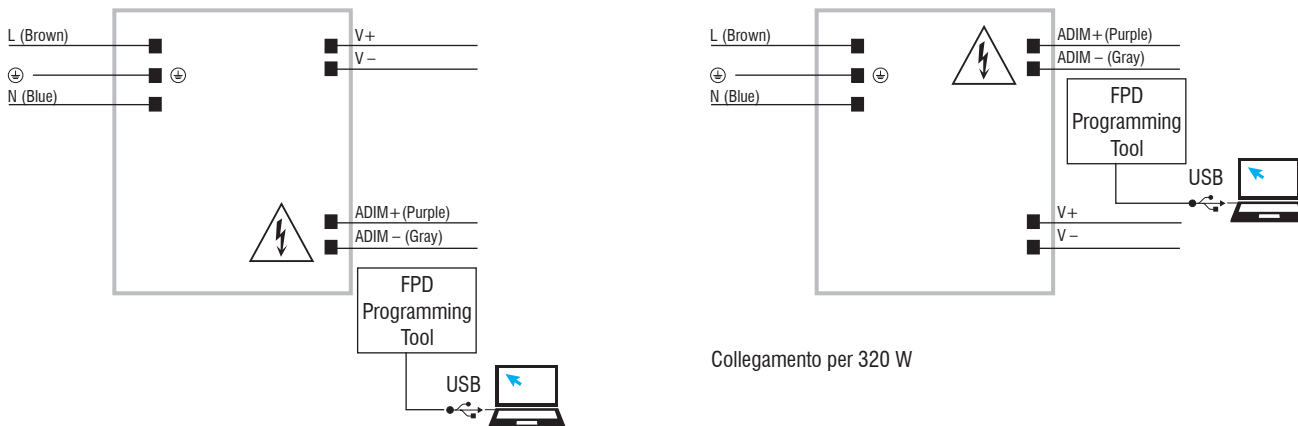 L (Brown)
N (Blue)
V+
V –
ADIM+(Purple)
ADIM – (Gray)
FPD
Programming
Tool
USB
L (Brown)
N (Blue)
ADIM+(Purple)
ADIM – (Gray)
FPD
Programming
Tool
USB
V+
V –
Collegamento per 320 W